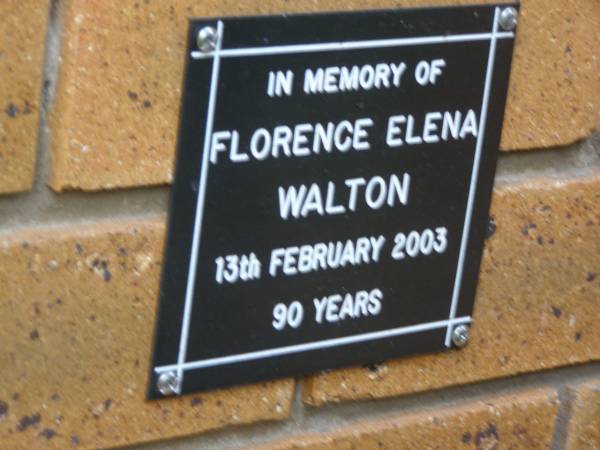 IN MEMORY OF
FLORENCE ELENA
WALTON
13th FEBRUARY 2003
90 YEARS